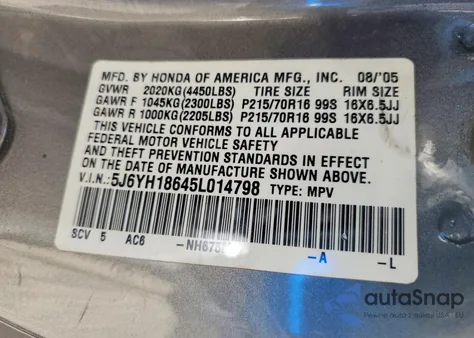 MFD. BY HONDA OF AMERICA MFG., INC. 08/05
GVWR 2020KG(4450LBS) TIRE SIZE RIM SIZE
GAWR F 1045KG(2300LBS) P215/70R16 99S 16X6.5JJ
GAWR R 1000KG(2205LBS) P215/70R16 99S 16X6.5JJ
THIS VEHICLE CONFORMS TO ALL APPLICABLE
FEDERAL MOTOR VEHICLE SAFETY
AND THEFT PREVENTION STANDARDS IN EFFECT
ON THE DATE OF MANUFACTURE SHOWN ABOVE.
V.I.N.: 5J6YH18645L014798 TYPE: MPV
SCV 5 AC6 -A -L
autoSnap